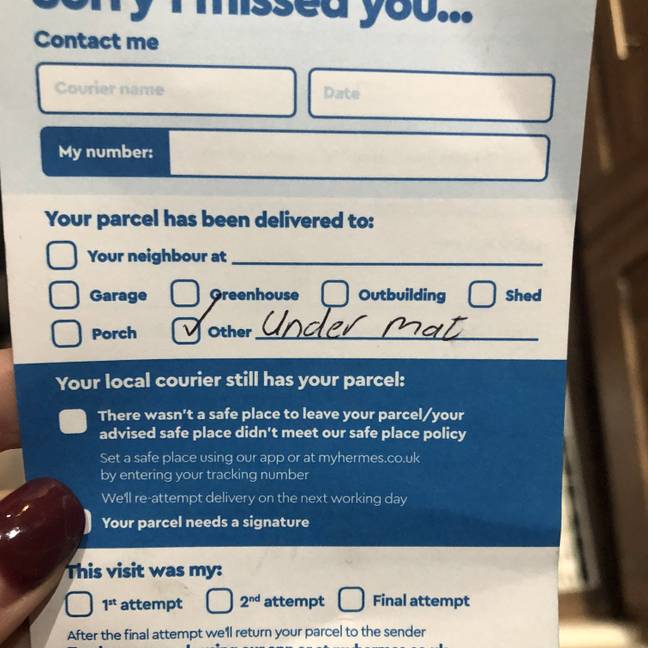 Sorry I missed you...
Contact me
Courier name Date
My number:
Your parcel has been delivered to:
Your neighbour at
Garage Greenhouse Outbuilding Shed
Porch Other Under mat
Your local courier still has your parcel:
There wasn't a safe place to leave your parcel/your
advised safe place didn't meet our safe place policy
Set a safe place using our app or at myhermes.co.uk
by entering your tracking number
We'll re-attempt delivery on the next working day
Your parcel needs a signature
This visit was my:
1st attempt 2nd attempt Final attempt
After the final attempt we'll return your parcel to the sender